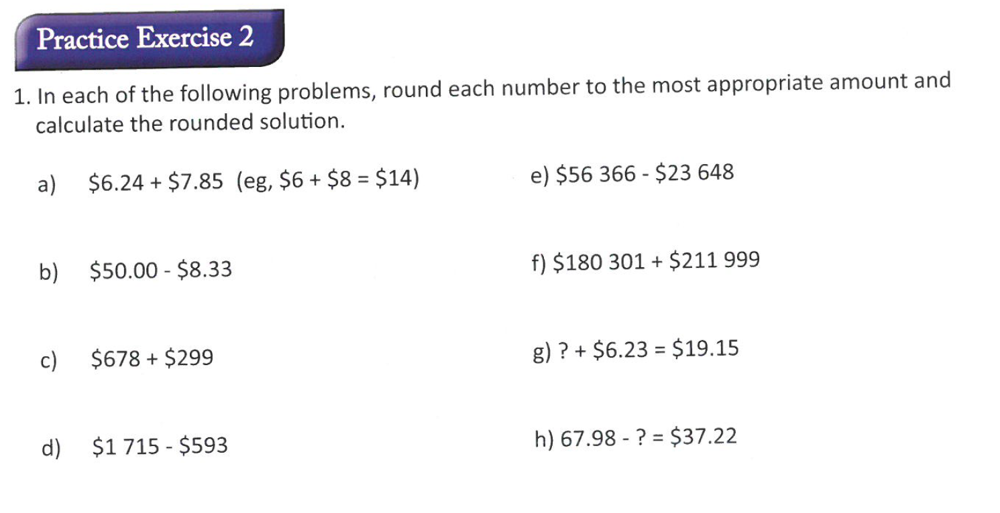 Practice Exercise 2
1. In each of the following problems, round each number to the most appropriate amount and
calculate the rounded solution.
a) $6.24 + $7.85 (eg, $6 + $8 = $14)
b) $50.00 - $8.33
c) $678 + $299
d) $1 715 - $593
e) $56 366 - $23 648
f) $180 301 + $211 999
g) ? + $6.23 = $19.15
h) 67.98 - ? = $37.22